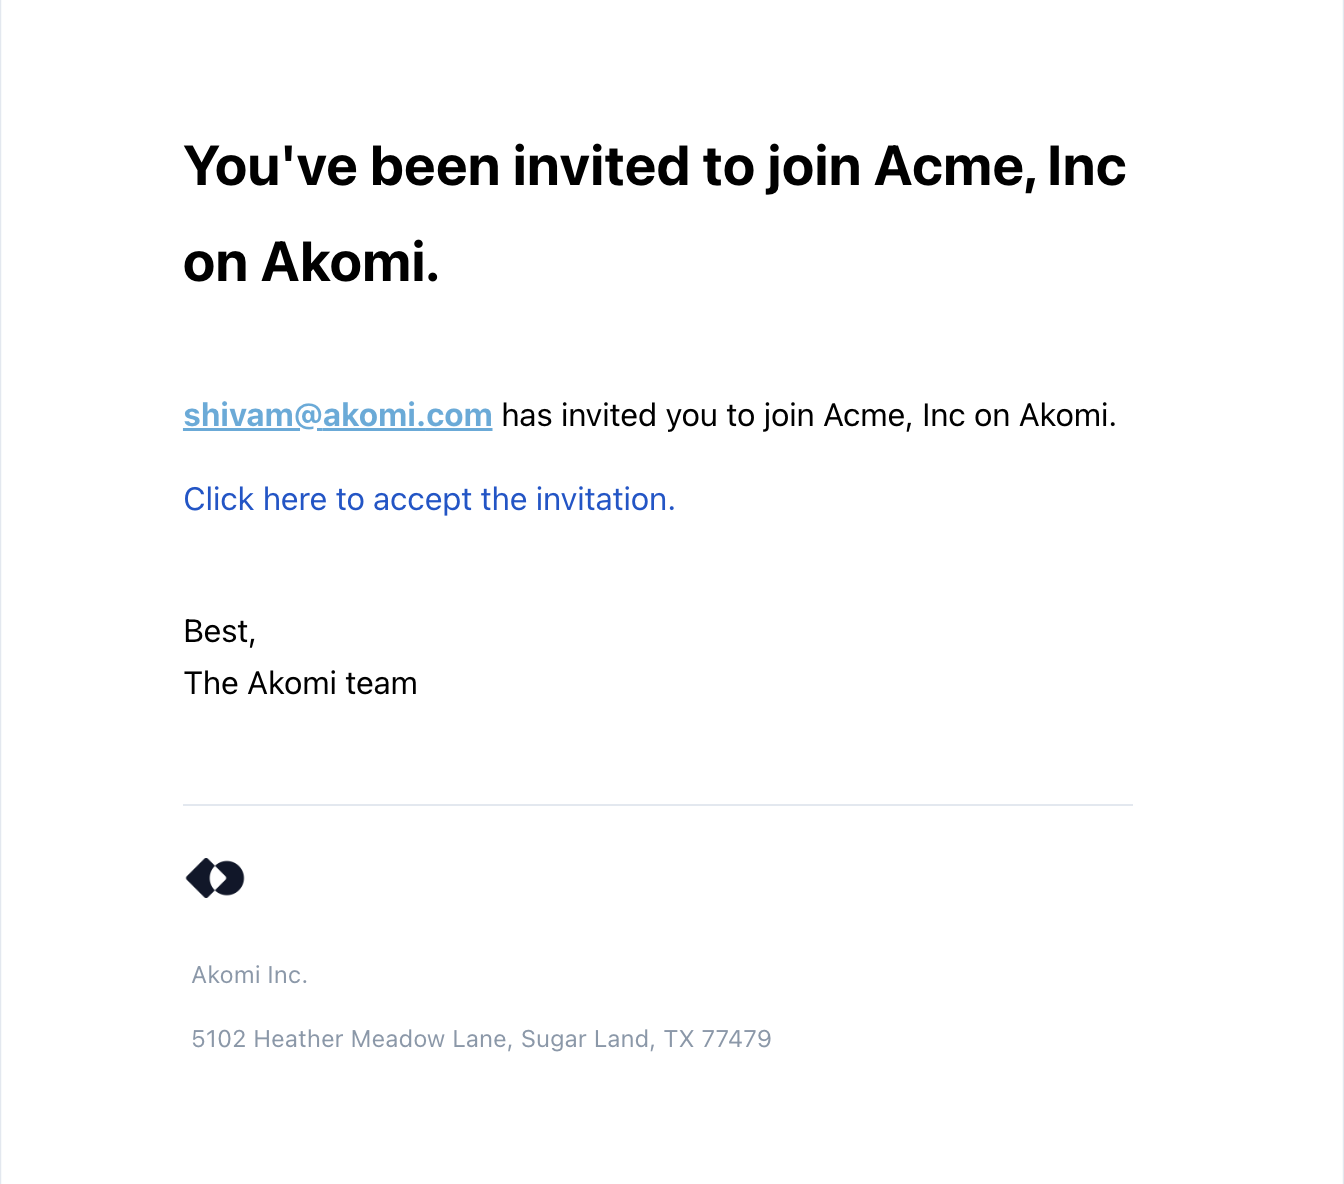 You've been invited to join Acme, Inc
on Akomi.
shivam@akomi.com has invited you to join Acme, Inc on Akomi.
Click here to accept the invitation.
Best,
The Akomi team
Akomi Inc.
5102 Heather Meadow Lane, Sugar Land, TX 77479